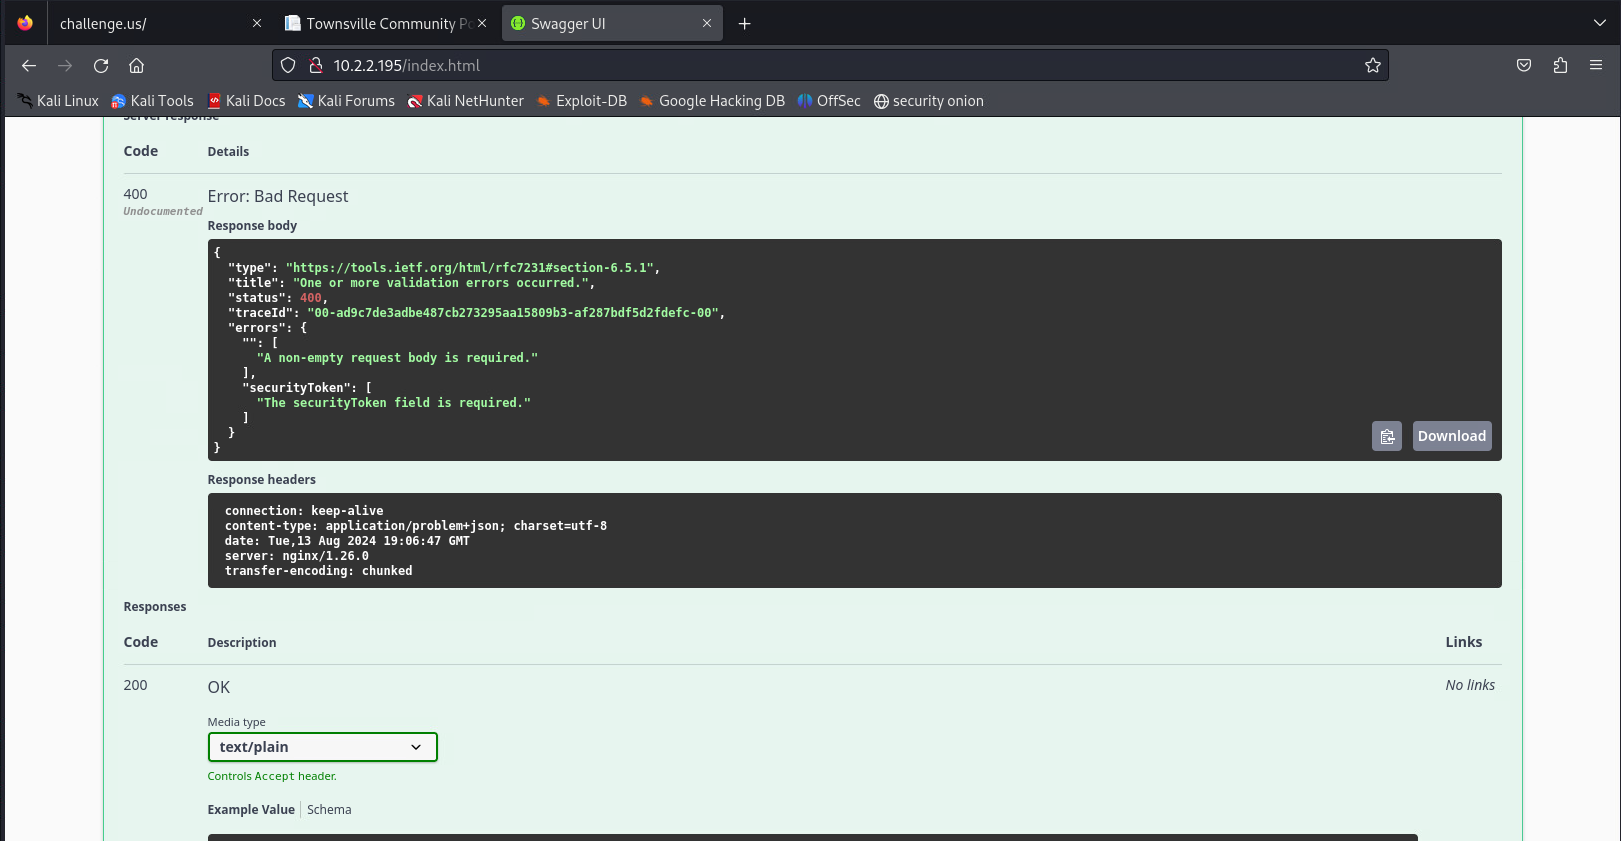 challenge.us/
Townsville Community Po
Swagger UI
10.2.2.195/index.html
Kali Linux
Kali Tools
Kali Docs
Kali Forums
Kali NetHunter
Exploit-DB
Google Hacking DB
OffSec
security onion
Server response
Code Details
400 Error: Bad Request
Undocumented
Response body
{
"type": "https://tools.ietf.org/html/rfc7231#section-6.5.1",
"title": "One or more validation errors occurred.",
"status": 400,
"traceId": "00-ad9c7de3adbe487cb273295aa15809b3-af287bdf5d2fdefc-00",
"errors": {
"": [
"A non-empty request body is required."
],
"securityToken": [
"The securityToken field is required."
]
}
}
Download
Response headers
connection: keep-alive
content-type: application/problem+json; charset=utf-8
date: Tue,13 Aug 2024 19:06:47 GMT
server: nginx/1.26.0
transfer-encoding: chunked
Responses
Code Description Links
200 OK No links
Media type
text/plain
Controls Accept header.
Example Value Schema